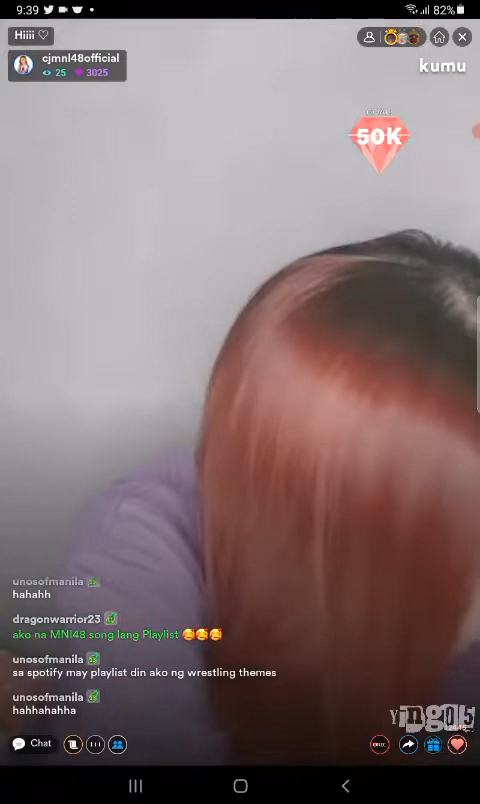 9:39
82%
Hiiii ♡
cjmnl48official
25 3025
kumu
50K
unosofmanila
hahahh
dragonwarrior23
ako na MNl48 song lang Playlist 🥰🥰🥰
unosofmanila
sa spotify may playlist din ako ng wrestling themes
unosofmanila
hahhahahha
Chat